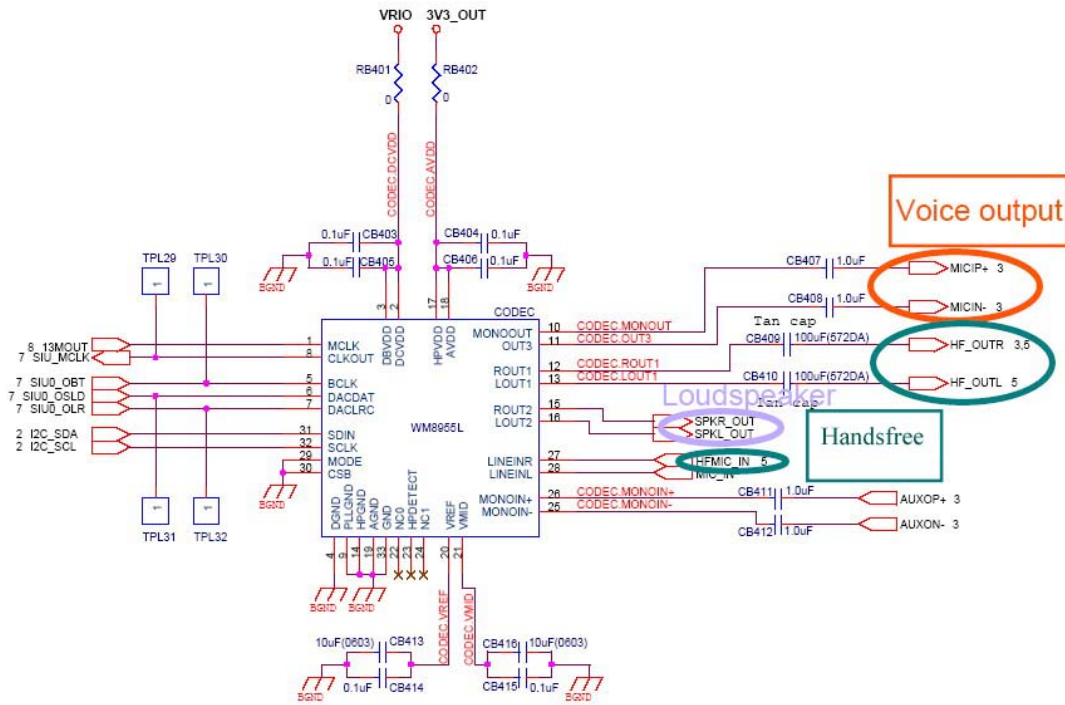 VRIO 3V3_OUT
RB401 RB402
0 0
CODEC.DCVDD
CODEC.AVDD
Voice output
0.1uF CB403 CB404 0.1uF
0.1uF CB405 CB406 0.1uF
BGND BGND
TPL29 TPL30
1 1
CB407 1.0uF MICIP+ 3
CB408 1.0uF MICIN- 3
3 2 17 18
CODEC
DBVDD DCVDD HPVDD AVDD
Tan cap
8 13MOUT 1 MCLK MONOOUT 10 CODEC.MONOUT
7 SIU_MCLK 8 CLKOUT OUT3 11 CODEC.OUT3
CB409 100uF(572DA) HF_OUTR 3,5
7 SIU0_OBT 5 BCLK ROUT1 12 CODEC.ROUT1
7 SIU0_OSLD 6 DACDAT LOUT1 13 CODEC.LOUT1
CB410 100uF(572DA) HF_OUTL 5
7 SIU0_OLR 7 DACLRC
Loudspeaker
Tan cap
ROUT2 15 SPKR_OUT
LOUT2 16 SPKL_OUT
WM8955L
Handsfree
2 I2C_SDA 31 SDIN
2 I2C_SCL 32 SCLK
29 MODE LINEINR 27 HFMIC_IN 5
30 CSB LINEINL 28 MIC_IN
BGND
MONOIN+ 26 CODEC.MONOIN+ CB411 1.0uF AUXOP+ 3
MONOIN- 25 CODEC.MONOIN- CB412 1.0uF AUXON- 3
DGND PLLGND HPGND AGND GND NC0 HPDETECT NC1 VREF VMID
4 9 14 19 33 22 23 24 20 21
1 1
TPL31 TPL32
BGND BGND
CODEC.VREF
CODEC.VMID
10uF(0603) CB413 CB416 10uF(0603)
0.1uF CB414 CB415 0.1uF
BGND BGND